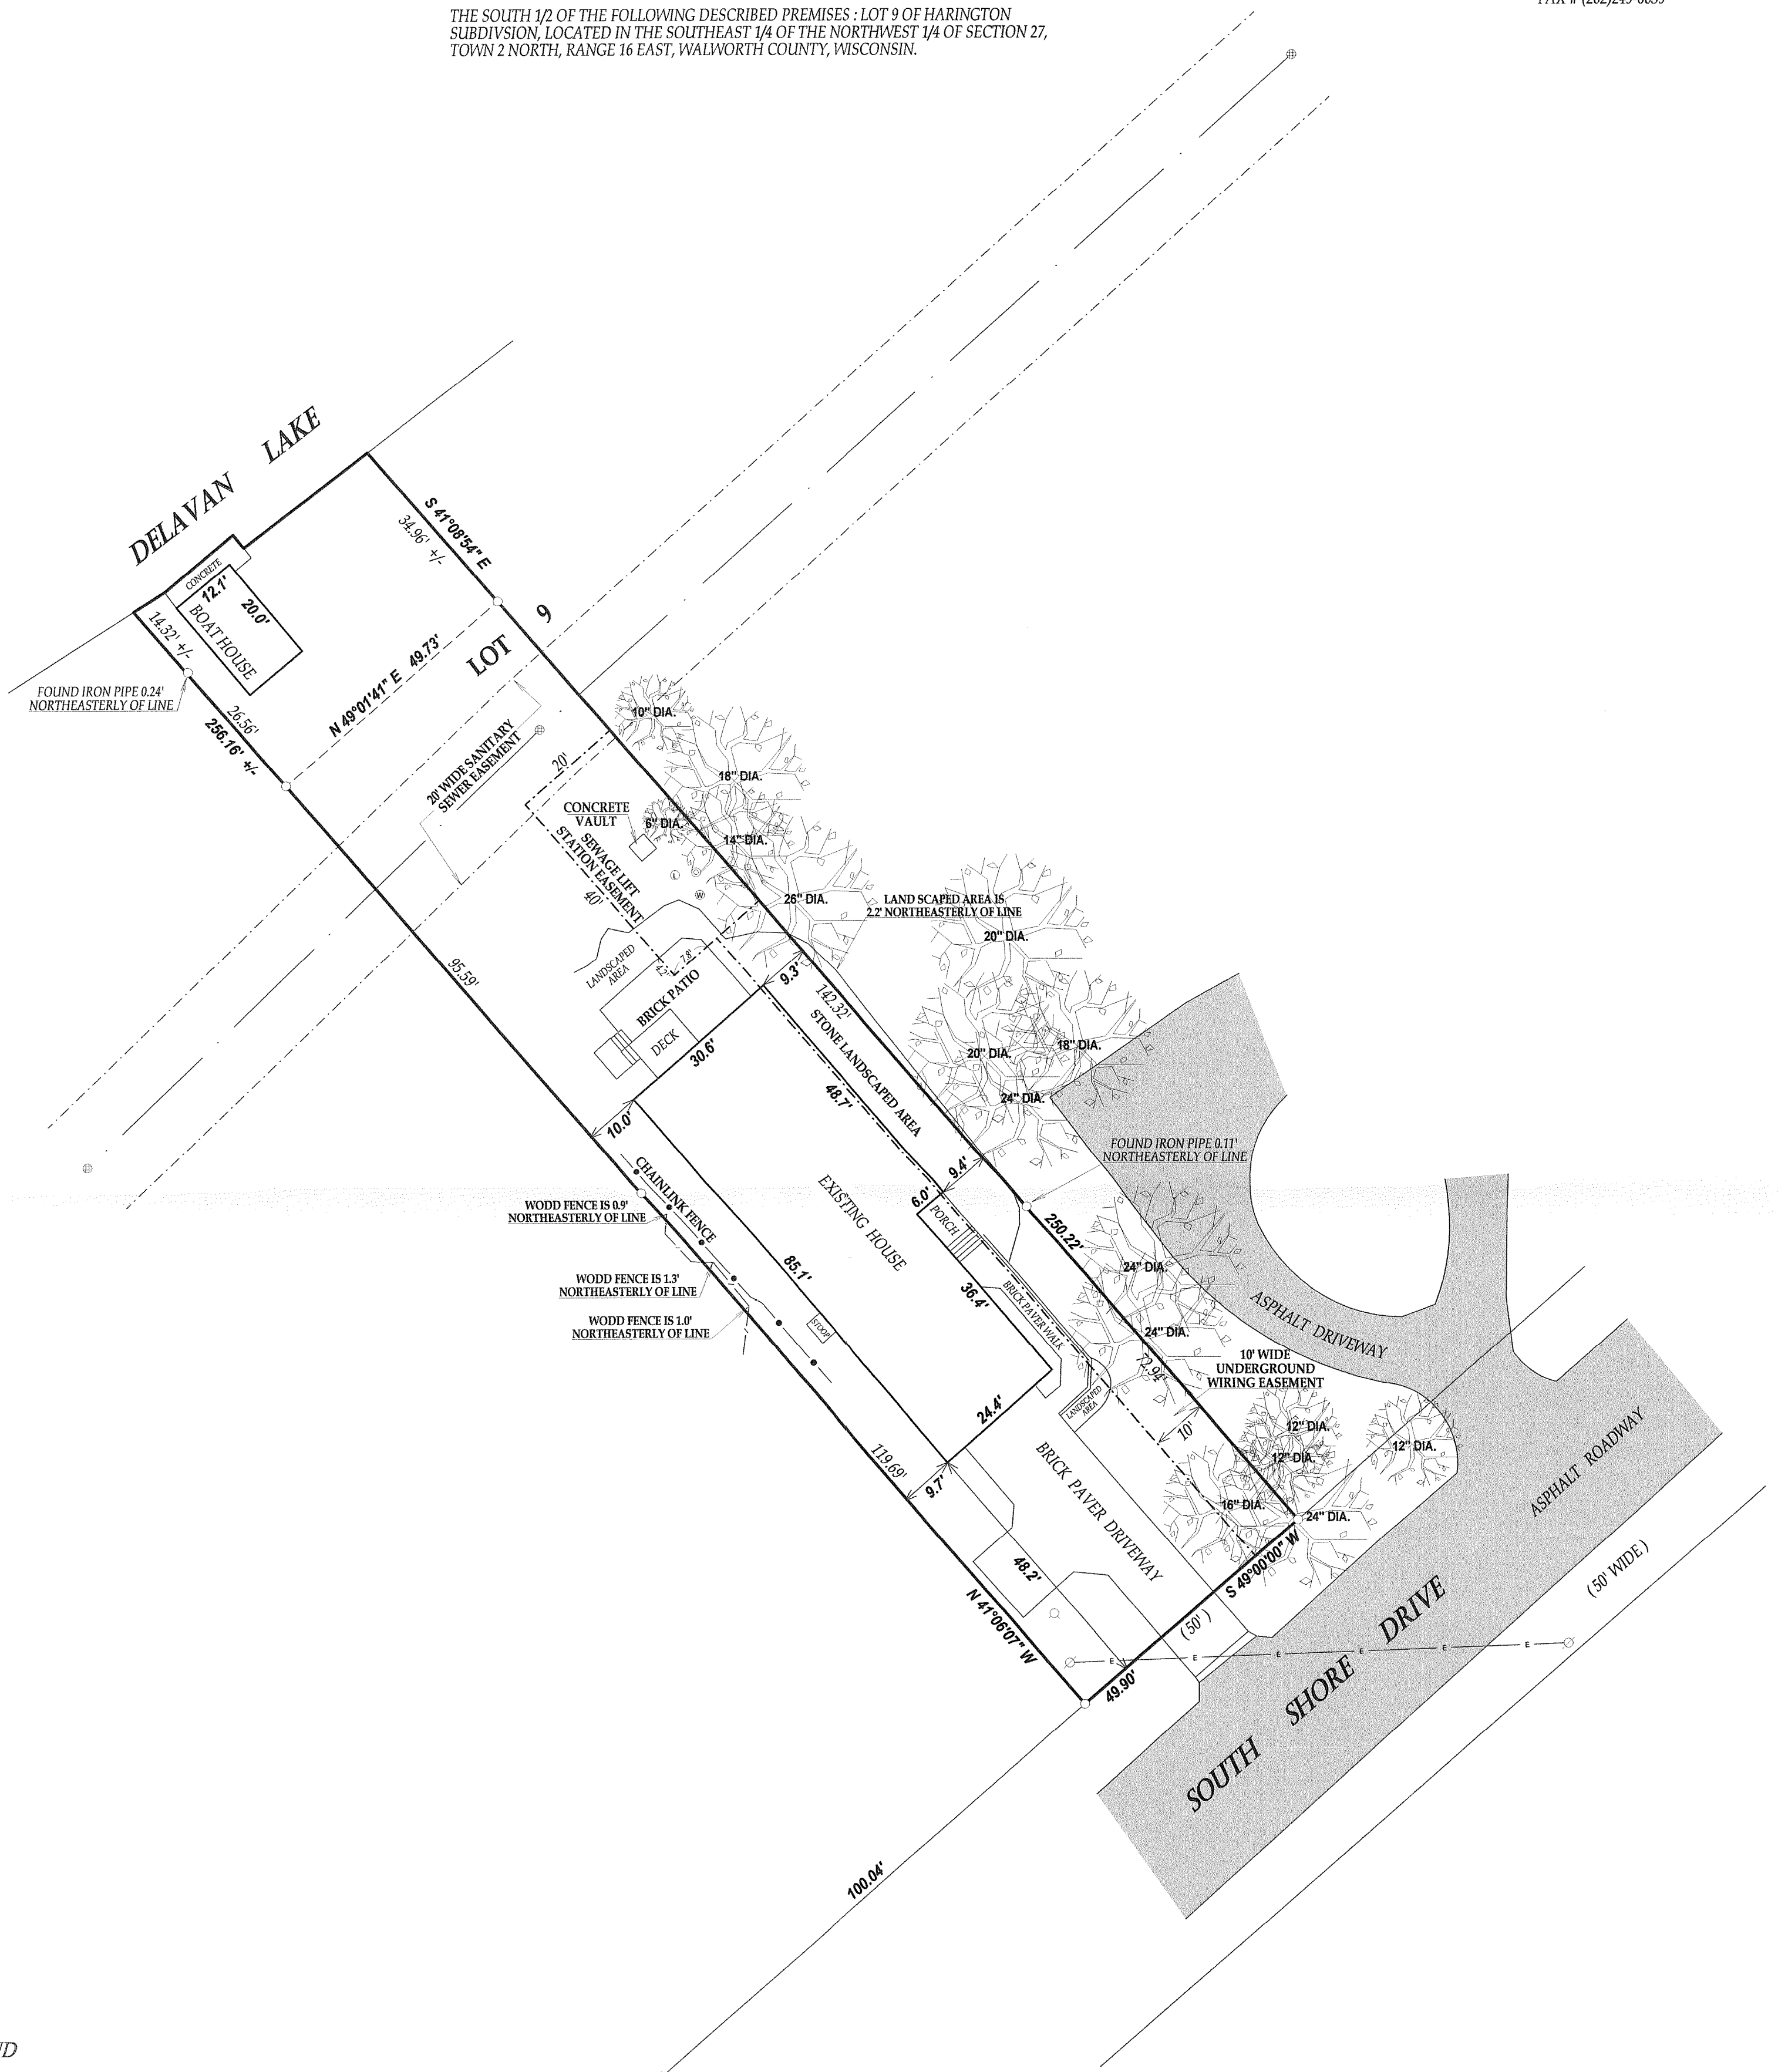 THE SOUTH 1/2 OF THE FOLLOWING DESCRIBED PREMISES : LOT 9 OF HARINGTON
SUBDIVSION, LOCATED IN THE SOUTHEAST 1/4 OF THE NORTHWEST 1/4 OF SECTION 27,
TOWN 2 NORTH, RANGE 16 EAST, WALWORTH COUNTY, WISCONSIN.
DELAVAN LAKE
S 41°08'54" E
34.96' +/-
CONCRETE
12.1'
20.0'
BOAT HOUSE
14.32' +/-
FOUND IRON PIPE 0.24'
NORTHEASTERLY OF LINE
LOT 9
N 49°01'41" E 49.73'
26.56'
256.16' +/-
20' WIDE SANITARY
SEWER EASEMENT
20'
10" DIA.
18" DIA.
CONCRETE
VAULT
6" DIA.
14" DIA.
SEWAGE LIFT
STATION EASEMENT
40'
L
W
26" DIA.
LAND SCAPED AREA IS
2.2' NORTHEASTERLY OF LINE
20" DIA.
LANDSCAPED
AREA
4.2'
7.8'
BRICK PATIO
9.3'
95.59'
142.32'
STONE LANDSCAPED AREA
DECK
30.6'
48.7'
20" DIA.
18" DIA.
24" DIA.
10.0'
FOUND IRON PIPE 0.11'
NORTHEASTERLY OF LINE
CHAINLINK FENCE
9.4'
6.0'
PORCH
EXISTING HOUSE
WODD FENCE IS 0.9'
NORTHEASTERLY OF LINE
250.22'
85.1'
24" DIA.
WODD FENCE IS 1.3'
NORTHEASTERLY OF LINE
36.4'
BRICK PAVER WALK
ASPHALT DRIVEWAY
WODD FENCE IS 1.0'
NORTHEASTERLY OF LINE
STOOP
24" DIA.
72.94'
10' WIDE
UNDERGROUND
WIRING EASEMENT
LANDSCAPED
AREA
24.4'
10'
12" DIA.
12" DIA.
12" DIA.
119.69'
9.7'
BRICK PAVER DRIVEWAY
16" DIA.
24" DIA.
ASPHALT ROADWAY
48.2'
S 49°00'00" W
N 41°06'07" W
(50')
( 50' WIDE )
E E E E E E
49.90'
SOUTH SHORE DRIVE
100.04'